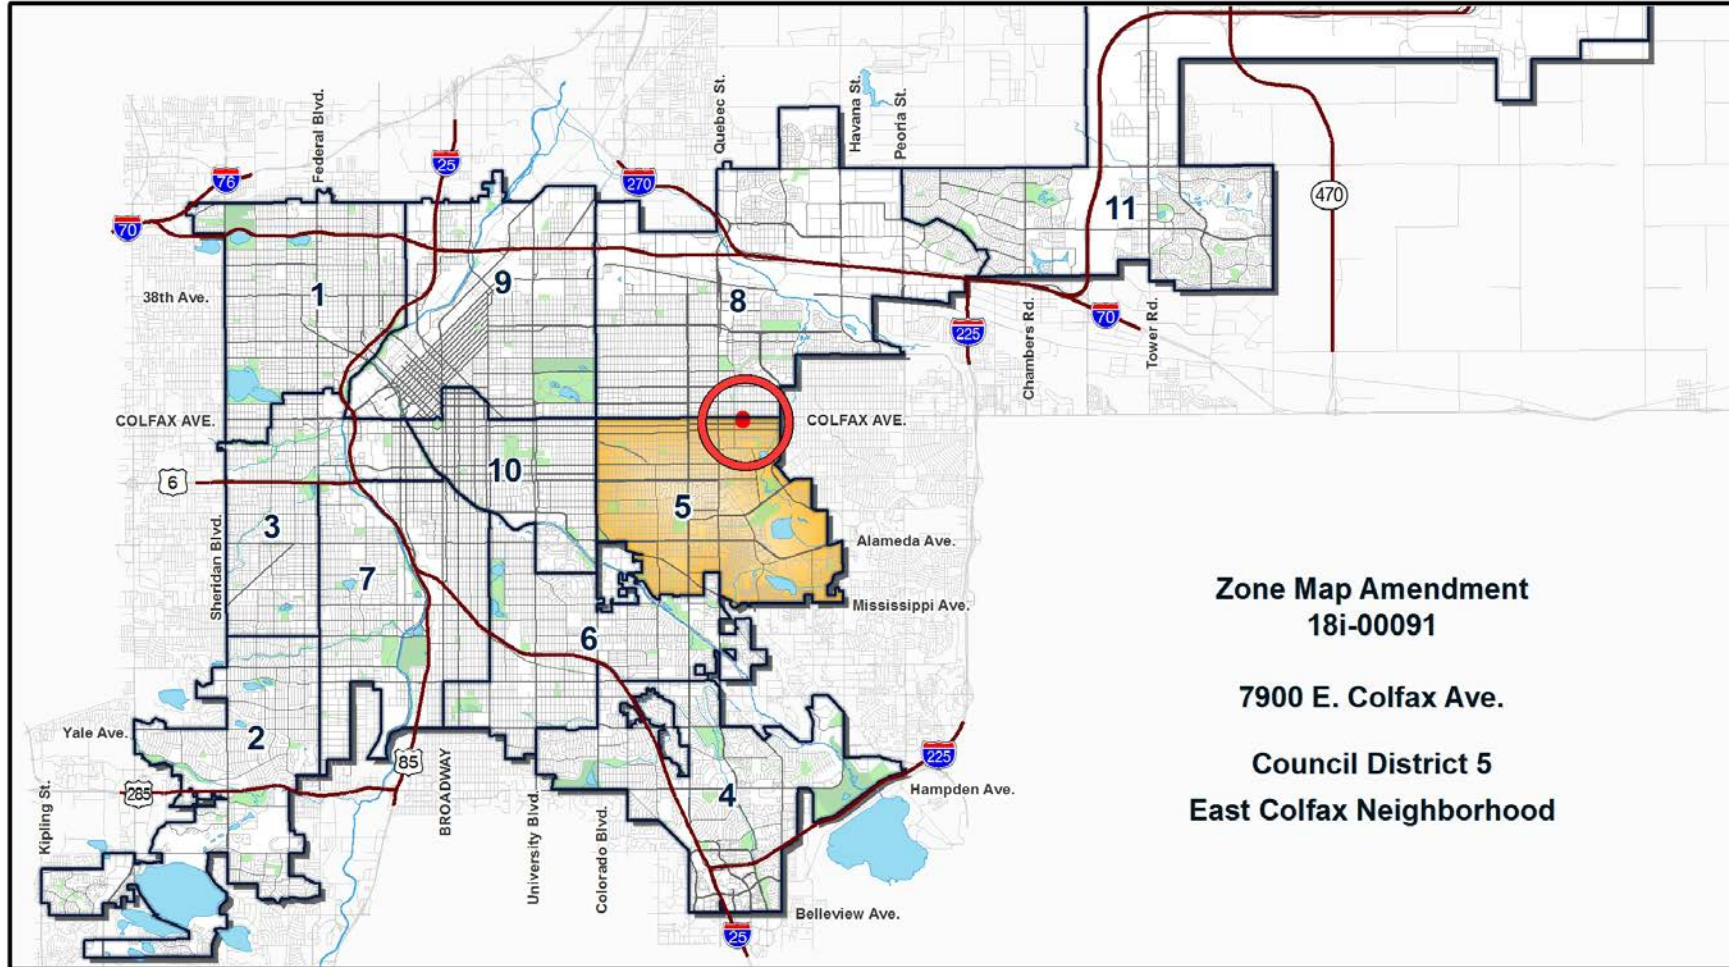 Federal Blvd.
Quebec St.
Havana St.
Peoria St.
25
76
270
470
70
11
9
1
38th Ave.
8
225
Chambers Rd.
70
Tower Rd.
COLFAX AVE.
COLFAX AVE.
10
6
5
3
Sheridan Blvd.
Alameda Ave.
7
Mississippi Ave.
6
Zone Map Amendment
18i-00091
7900 E. Colfax Ave.
Council District 5
East Colfax Neighborhood
Yale Ave.
2
85
225
Kipling St.
285
BROADWAY
University Blvd.
Colorado Blvd.
4
Hampden Ave.
Belleview Ave.
25